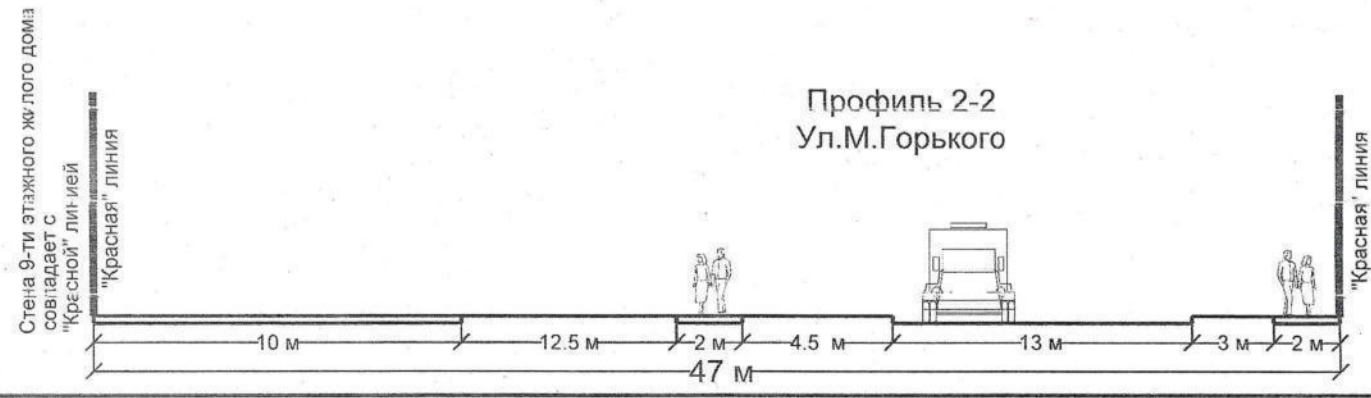 Стена 9-ти этажного жилого дома
совпадает с
"Красной" линией
"Красная" линия
Профиль 2-2
Ул.М.Горького
"Красная" линия
10 м
12.5 м
2 м
4.5 м
13 м
3 м
2 м
47 м